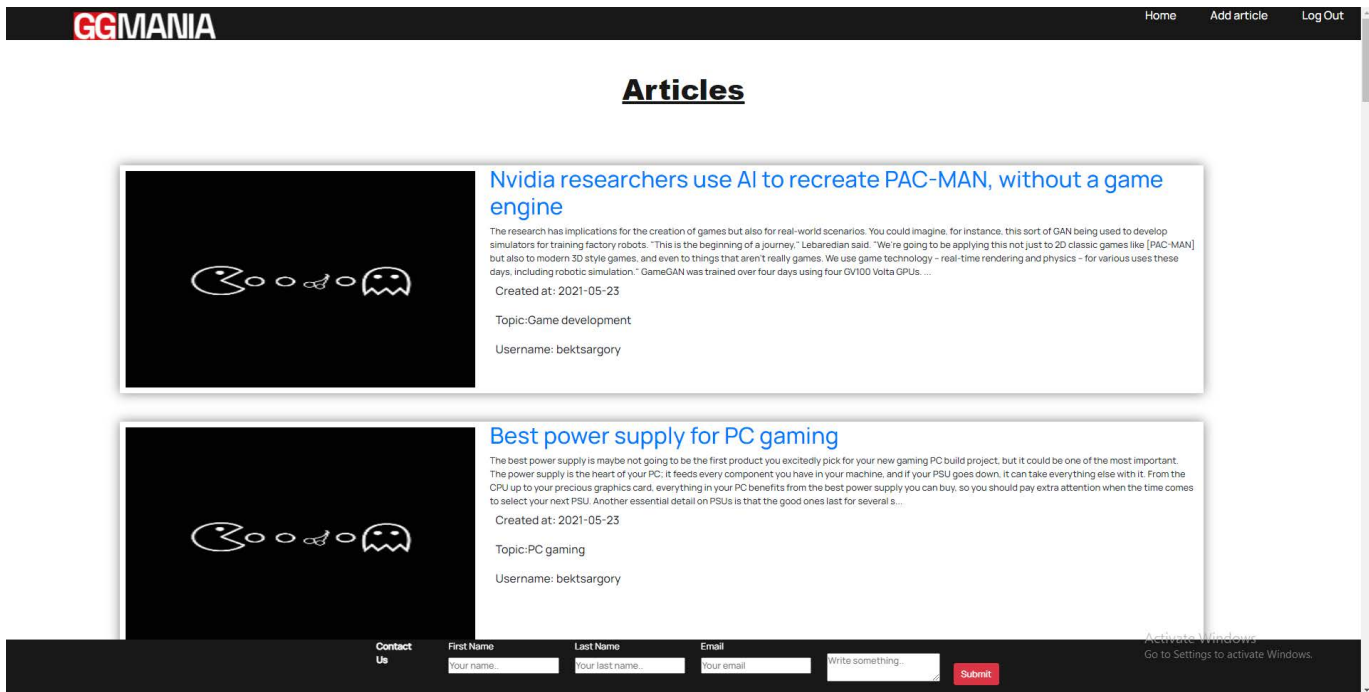 GGMANIA
Home Add article Log Out
Articles
Nvidia researchers use AI to recreate PAC-MAN, without a game
engine
The research has implications for the creation of games but also for real-world scenarios. You could imagine, for instance, this sort of GAN being used to develop
simulators for training factory robots. "This is the beginning of a journey," Lebaredian said. "We're going to be applying this not just to 2D classic games like [PAC-MAN]
but also to modern 3D style games, and even to things that aren't really games. We use game technology – real-time rendering and physics – for various uses these
days, including robotic simulation." GameGAN was trained over four days using four GV100 Volta GPUs. ...
Created at: 2021-05-23
Topic:Game development
Username: bektsargory
Best power supply for PC gaming
The best power supply is maybe not going to be the first product you excitedly pick for your new gaming PC build project, but it could be one of the most important.
The power supply is the heart of your PC; it feeds every component you have in your machine, and if your PSU goes down, it can take everything else with it. From the
CPU up to your precious graphics card, everything in your PC benefits from the best power supply you can buy, so you should pay extra attention when the time comes
to select your next PSU. Another essential detail on PSUs is that the good ones last for several s...
Created at: 2021-05-23
Topic:PC gaming
Username: bektsargory
Contact
Us
First Name Last Name Email
Your name.. Your last name.. Your email Write something..
Submit
Activate Windows
Go to Settings to activate Windows.